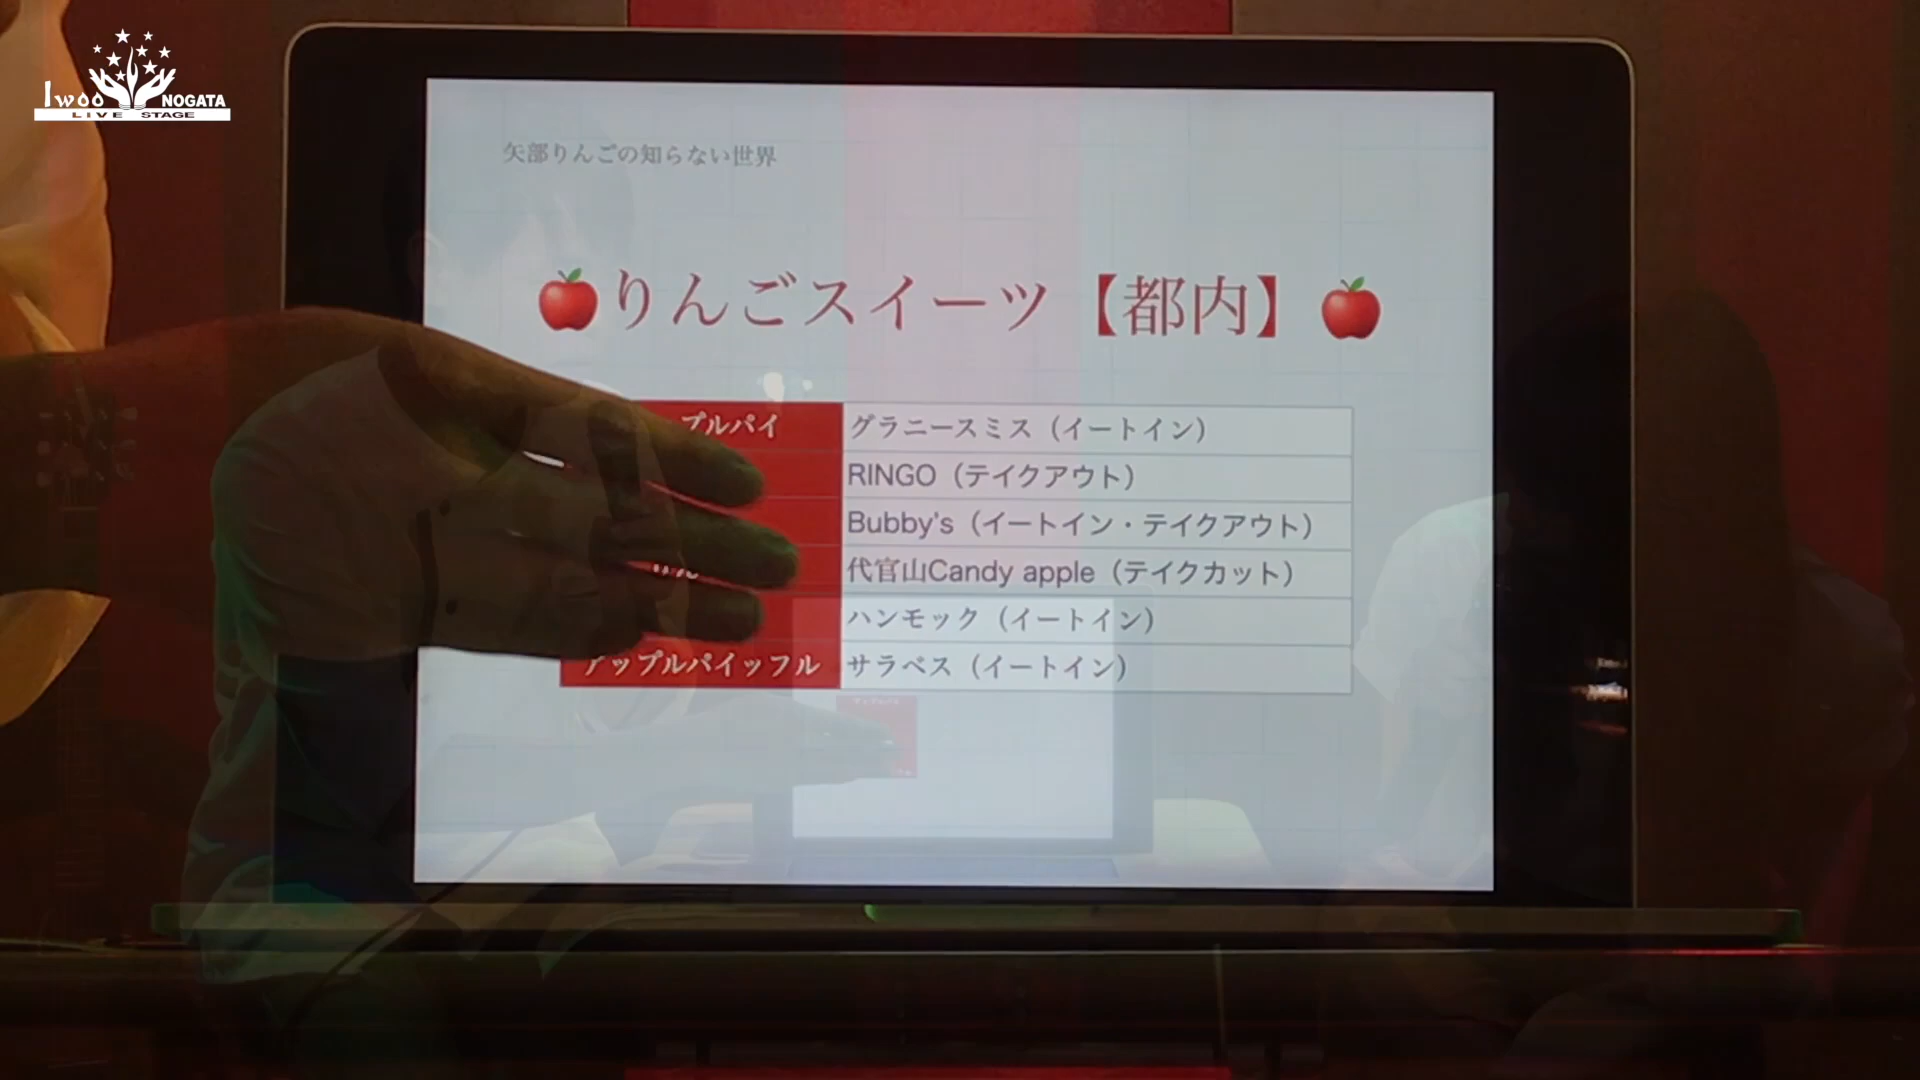 Iwoo NOGATA
LIVE STAGE
矢部りんごの知らない世界
🍎りんごスイーツ【都内】🍎
プルパイ グラニースミス（イートイン）
RINGO（テイクアウト）
Bubby's（イートイン・テイクアウト）
代官山Candy apple（テイクカット）
ハンモック（イートイン）
アップルパイッフル サラベス（イートイン）